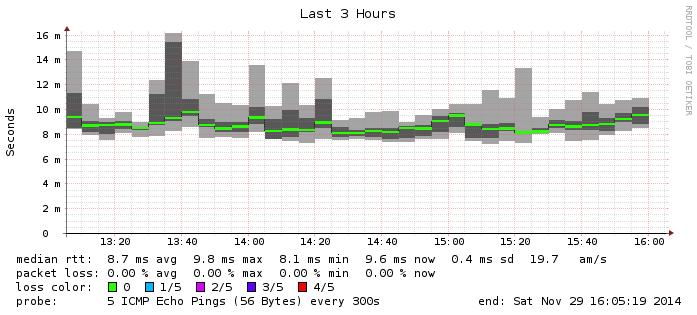 Last 3 Hours
RRDTOOL / TOBI OETIKER
Seconds
16 m
14 m
12 m
10 m
8 m
6 m
4 m
2 m
0
13:20 13:40 14:00 14:20 14:40 15:00 15:20 15:40 16:00
median rtt: 8.7 ms avg 9.8 ms max 8.1 ms min 9.6 ms now 0.4 ms sd 19.7 am/s
packet loss: 0.00 % avg 0.00 % max 0.00 % min 0.00 % now
loss color: 0 1/5 2/5 3/5 4/5
probe: 5 ICMP Echo Pings (56 Bytes) every 300s end: Sat Nov 29 16:05:19 2014